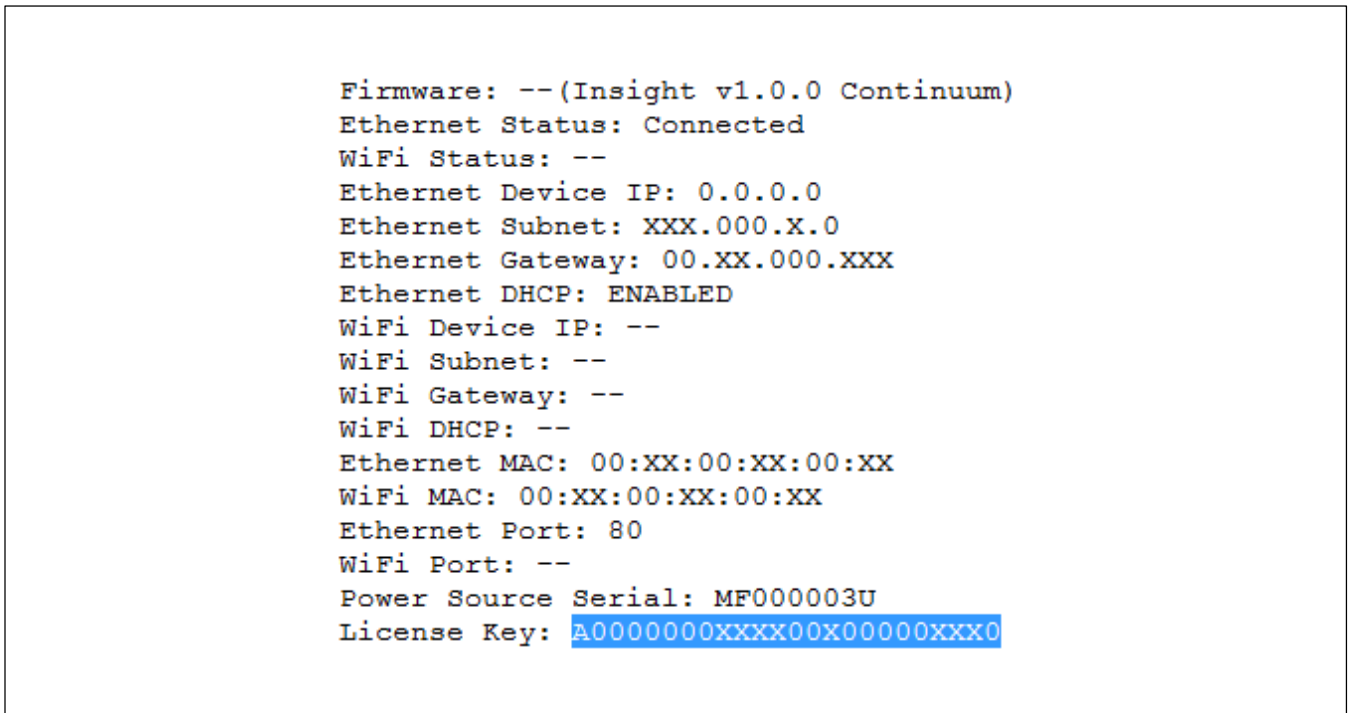 Firmware: --(Insight v1.0.0 Continuum)
Ethernet Status: Connected
WiFi Status: --
Ethernet Device IP: 0.0.0.0
Ethernet Subnet: XXX.000.X.0
Ethernet Gateway: 00.XX.000.XXX
Ethernet DHCP: ENABLED
WiFi Device IP: --
WiFi Subnet: --
WiFi Gateway: --
WiFi DHCP: --
Ethernet MAC: 00:XX:00:XX:00:XX
WiFi MAC: 00:XX:00:XX:00:XX
Ethernet Port: 80
WiFi Port: --
Power Source Serial: MF000003U
License Key: A0000000XXXX00X00000XXX0